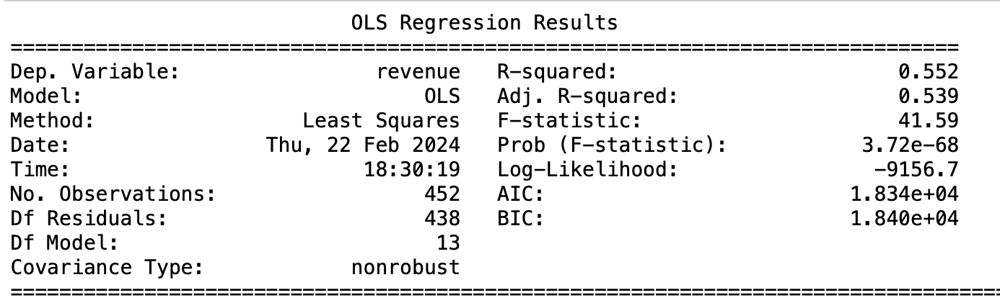 OLS Regression Results
==============================================================================
Dep. Variable: revenue R-squared: 0.552
Model: OLS Adj. R-squared: 0.539
Method: Least Squares F-statistic: 41.59
Date: Thu, 22 Feb 2024 Prob (F-statistic): 3.72e-68
Time: 18:30:19 Log-Likelihood: -9156.7
No. Observations: 452 AIC: 1.834e+04
Df Residuals: 438 BIC: 1.840e+04
Df Model: 13
Covariance Type: nonrobust
==================================================================================